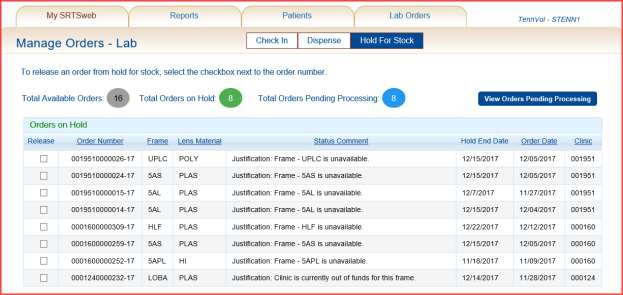 My SRTSweb Reports Patients Lab Orders TennVol - STENN1
Manage Orders - Lab Check In Dispense Hold For Stock
To release an order from hold for stock, select the checkbox next to the order number.
Total Available Orders: 16 Total Orders on Hold: 8 Total Orders Pending Processing: 8 View Orders Pending Processing
Orders on Hold
Release Order Number Frame Lens Material Status Comment Hold End Date Order Date Clinic
0019510000026-17 UPLC POLY Justification: Frame - UPLC is unavailable. 12/15/2017 12/05/2017 001951
0019510000024-17 5AS PLAS Justification: Frame - 5AS is unavailable. 12/15/2017 12/05/2017 001951
0019510000015-17 5AL PLAS Justification: Frame - 5AL is unavailable. 12/7/2017 11/27/2017 001951
0019510000014-17 5AL PLAS Justification: Frame - 5AL is unavailable. 12/15/2017 12/04/2017 001951
0001600000309-17 HLF PLAS Justification: Frame - HLF is unavailable. 12/22/2017 12/12/2017 000160
0001600000259-17 5AS PLAS Justification: Frame - 5AS is unavailable. 12/15/2017 12/05/2017 000160
0001600000252-17 5APL HI Justification: Frame - 5APL is unavailable. 11/18/2017 11/09/2017 000160
0001240000232-17 LOBA PLAS Justification: Clinic is currently out of funds for this frame. 12/14/2017 11/28/2017 000124